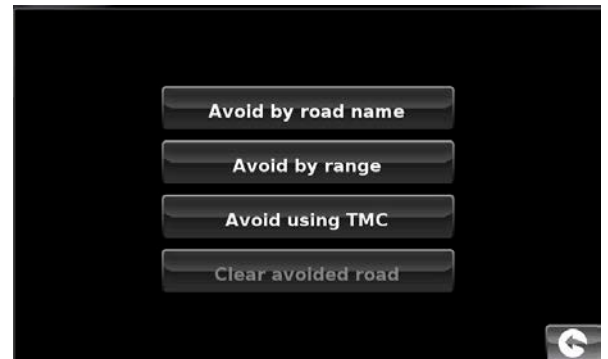 Avoid by road name
Avoid by range
Avoid using TMC
Clear avoided road